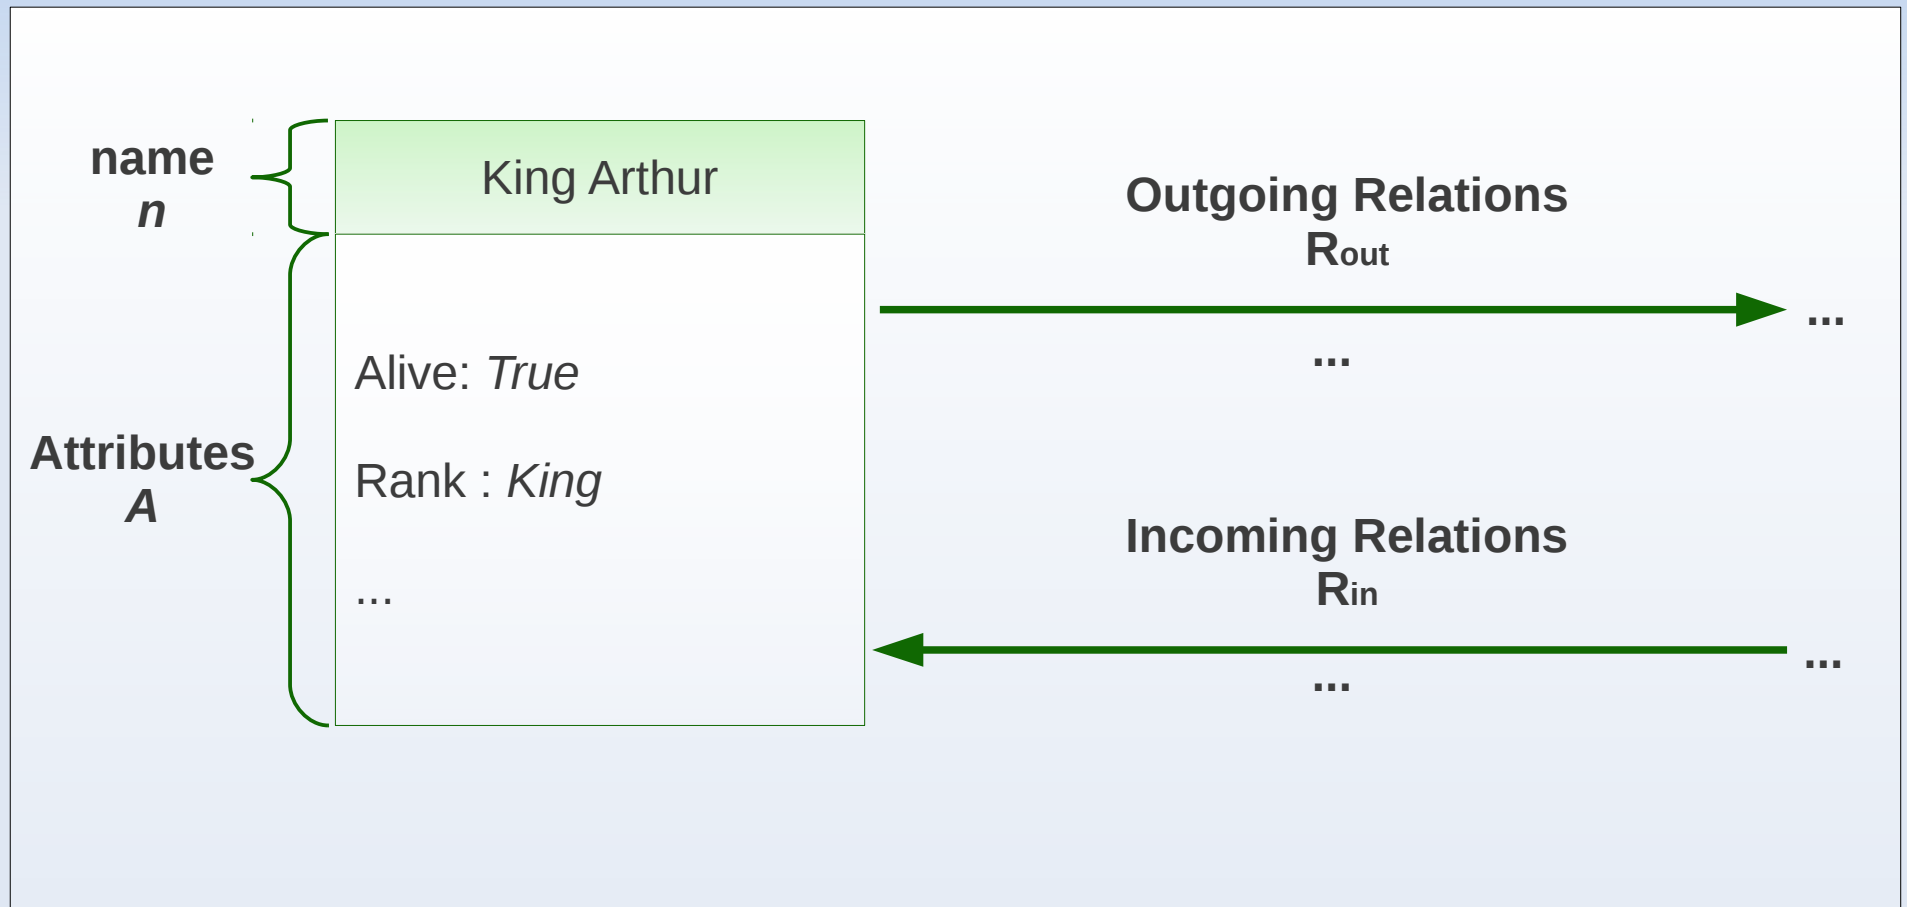 name
n
King Arthur
Attributes
A
Alive: True
Rank : King
...
Outgoing Relations
Rout
...
...
Incoming Relations
Rin
...
...